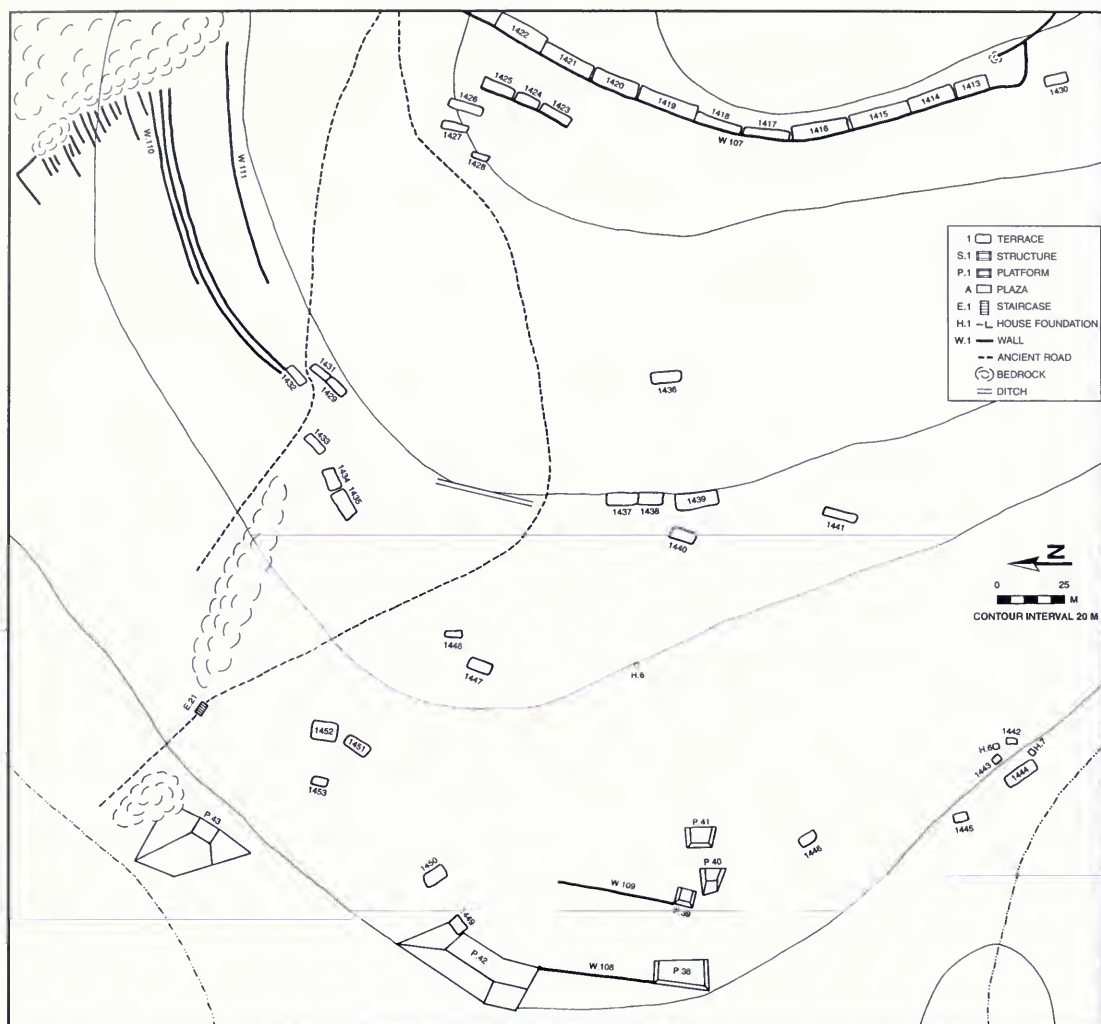 1422
1421
1420
1419
1418
1417
1416
1415
1414
1413
1430
W 107
1425
1424
1423
1426
1427
1428
W.110
W 111
1 TERRACE
S.1 STRUCTURE
P.1 PLATFORM
A PLAZA
E.1 STAIRCASE
H.1 HOUSE FOUNDATION
W.1 WALL
ANCIENT ROAD
BEDROCK
DITCH
1432
1431
1429
1436
1433
1434
1435
1437
1438
1439
1440
1441
N
0 25
M
CONTOUR INTERVAL 20 M
1448
1447
H.6
E.21
1452
1451
1453
1442
H.6
H.7
1443
1444
1445
1446
P 43
P 41
P 40
P.39
W 109
1450
1449
P.42
W 108
P 38